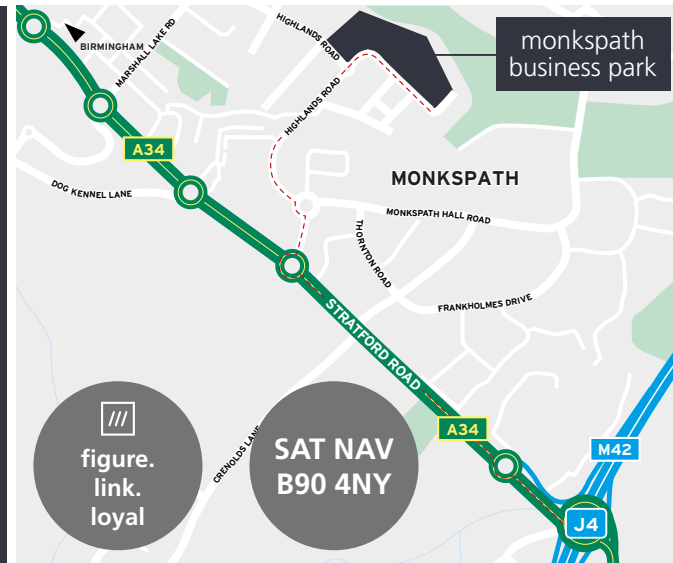 BIRMINGHAM
MARSHALL LAKE RD
HIGHLANDS ROAD
monkspath
business park
HIGHLANDS ROAD
A34
DOG KENNEL LANE
MONKSPATH
MONKSPATH HALL ROAD
THORNTON ROAD
FRANKHOLMES DRIVE
STRATFORD ROAD
A34
CRENOLDS LANE
M42
J4
///
figure.
link.
loyal
SAT NAV
B90 4NY